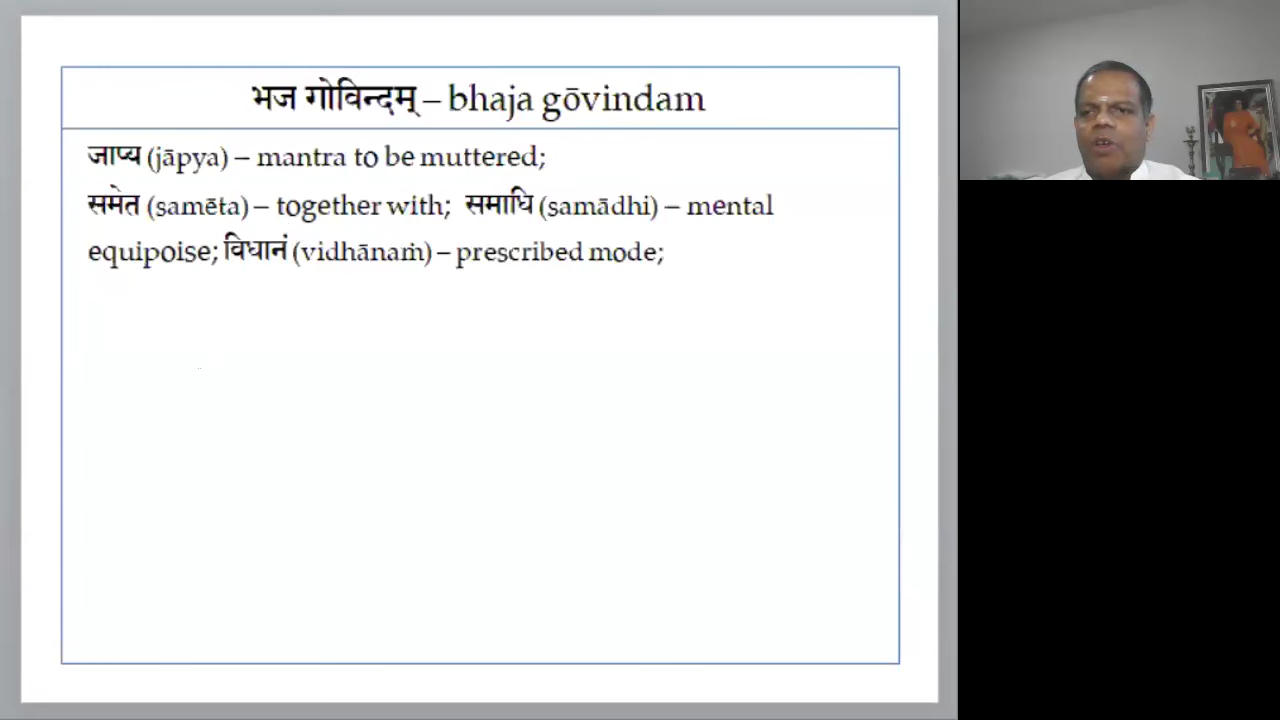 भज गोविन्दम् – bhaja gōvindam
जाप्य (jāpya) – mantra to be muttered;
समेत (samēta) – together with; समाधि (samādhi) – mental
equipoise; विधानं (vidhānaṁ) – prescribed mode;